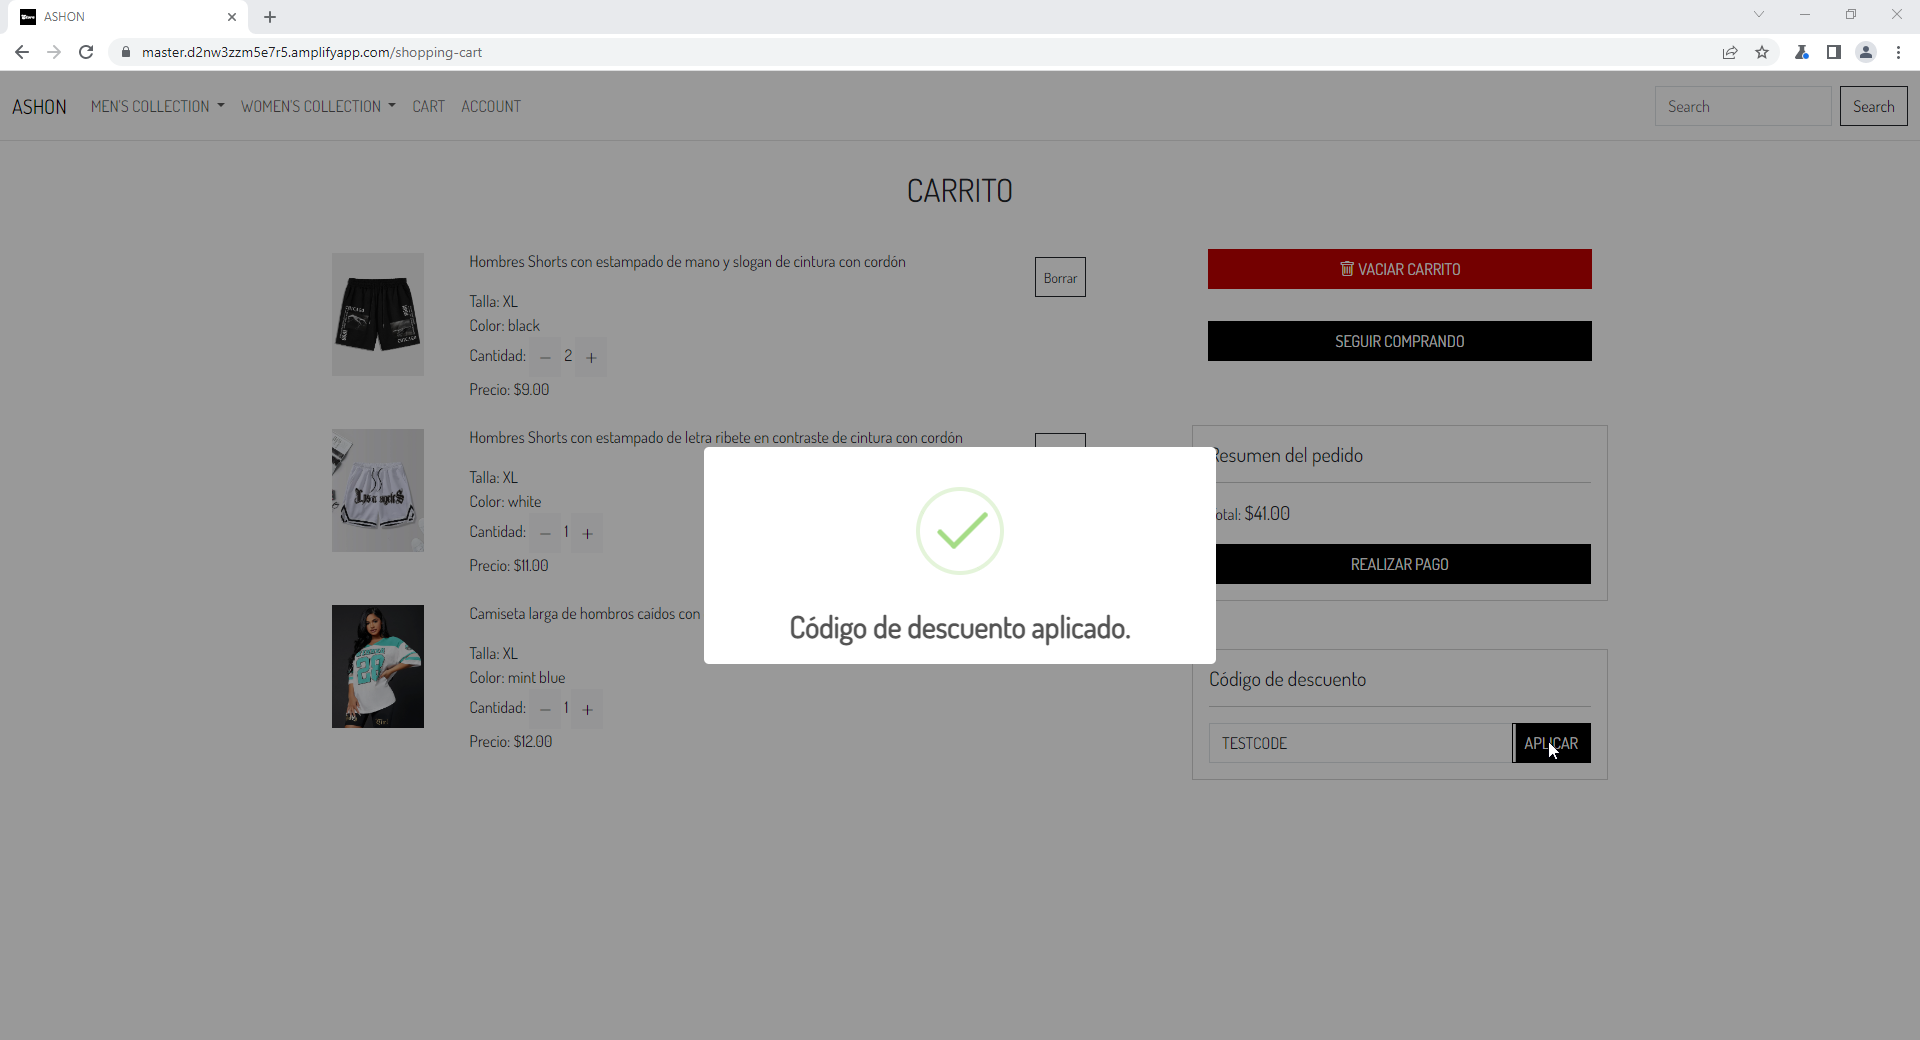 ASHON
master.d2nw3zzm5e7r5.amplifyapp.com/shopping-cart
ASHON MEN'S COLLECTION WOMEN'S COLLECTION CART ACCOUNT Search Search
CARRITO
Hombres Shorts con estampado de mano y slogan de cintura con cordón
Borrar
Talla: XL
Color: black
Cantidad: – 2 +
Precio: $9.00
Hombres Shorts con estampado de letra ribete en contraste de cintura con cordón
Talla: XL
Color: white
Cantidad: – 1 +
Precio: $11.00
Camiseta larga de hombros caídos con
Talla: XL
Color: mint blue
Cantidad: – 1 +
Precio: $12.00
VACIAR CARRITO
SEGUIR COMPRANDO
Resumen del pedido
otal: $41.00
REALIZAR PAGO
Código de descuento
TESTCODE APLICAR
Código de descuento aplicado.